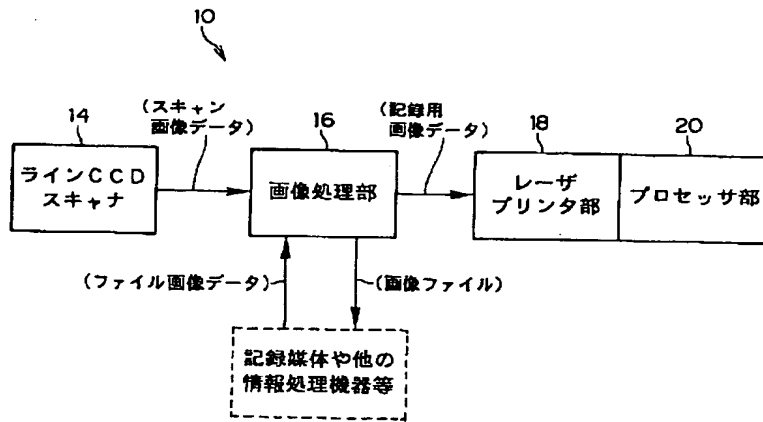 10
(スキャン
画像データ)
(記録用
画像データ)
14
16
18
20
ラインCCD
スキャナ
画像処理部
レーザ
プリンタ部
プロセッサ部
(ファイル画像データ)
(画像ファイル)
記録媒体や他の
情報処理機器等